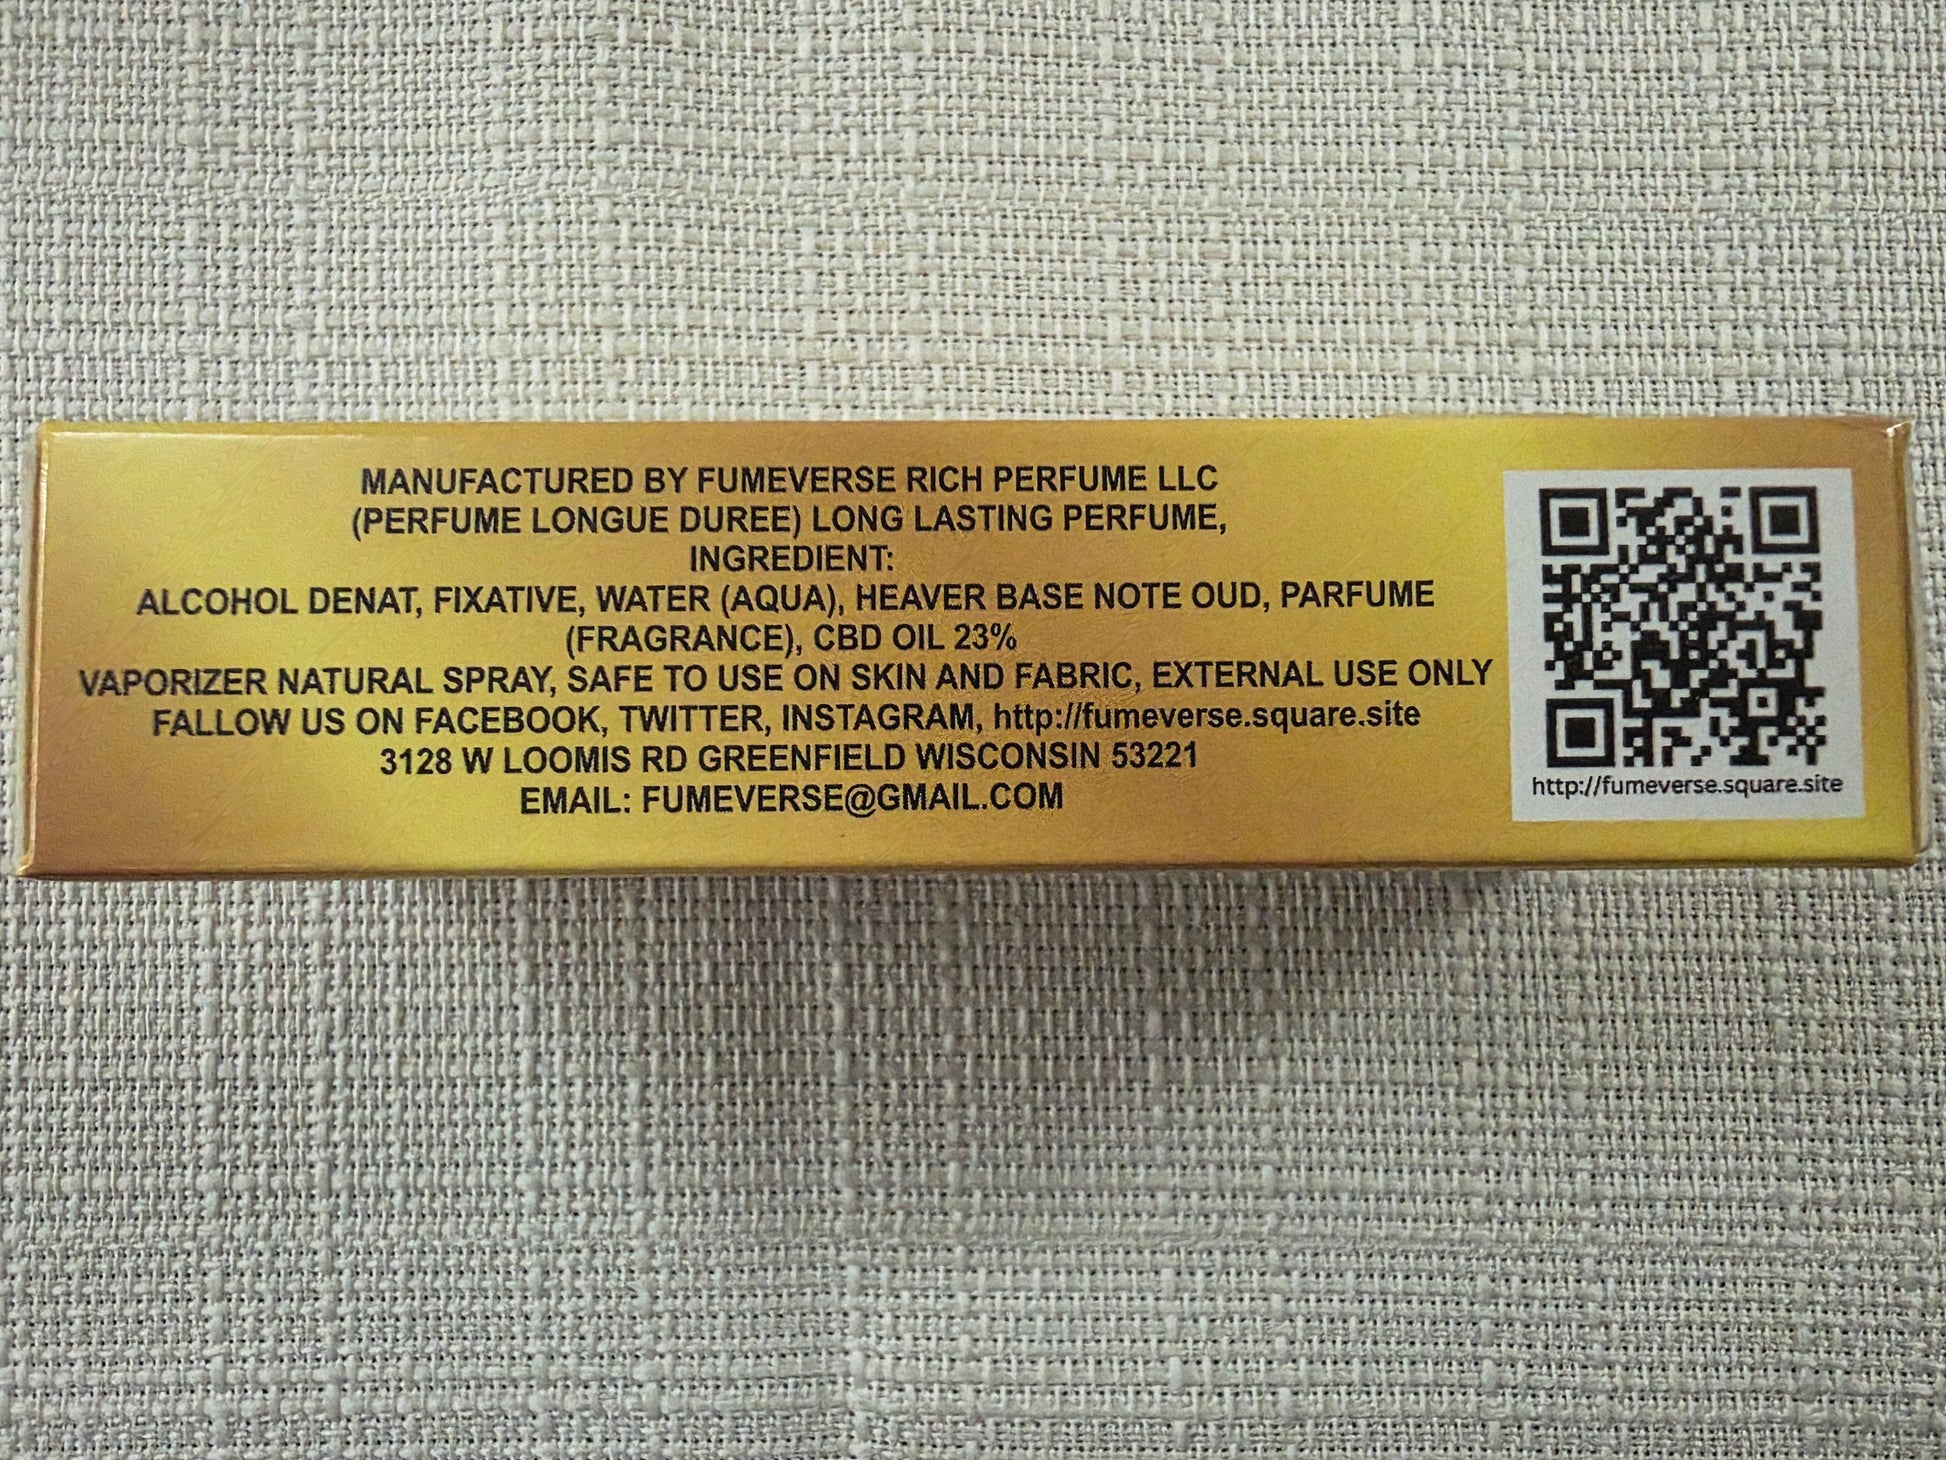 MANUFACTURED BY FUMEVERSE RICH PERFUME LLC
(PERFUME LONGUE DUREE) LONG LASTING PERFUME,
INGREDIENT:
ALCOHOL DENAT, FIXATIVE, WATER (AQUA), HEAVER BASE NOTE OUD, PARFUME
(FRAGRANCE), CBD OIL 23%
VAPORIZER NATURAL SPRAY, SAFE TO USE ON SKIN AND FABRIC, EXTERNAL USE ONLY
FALLOW US ON FACEBOOK, TWITTER, INSTAGRAM, http://fumeverse.square.site
3128 W LOOMIS RD GREENFIELD WISCONSIN 53221
EMAIL: FUMEVERSE@GMAIL.COM
http://fumeverse.square.site